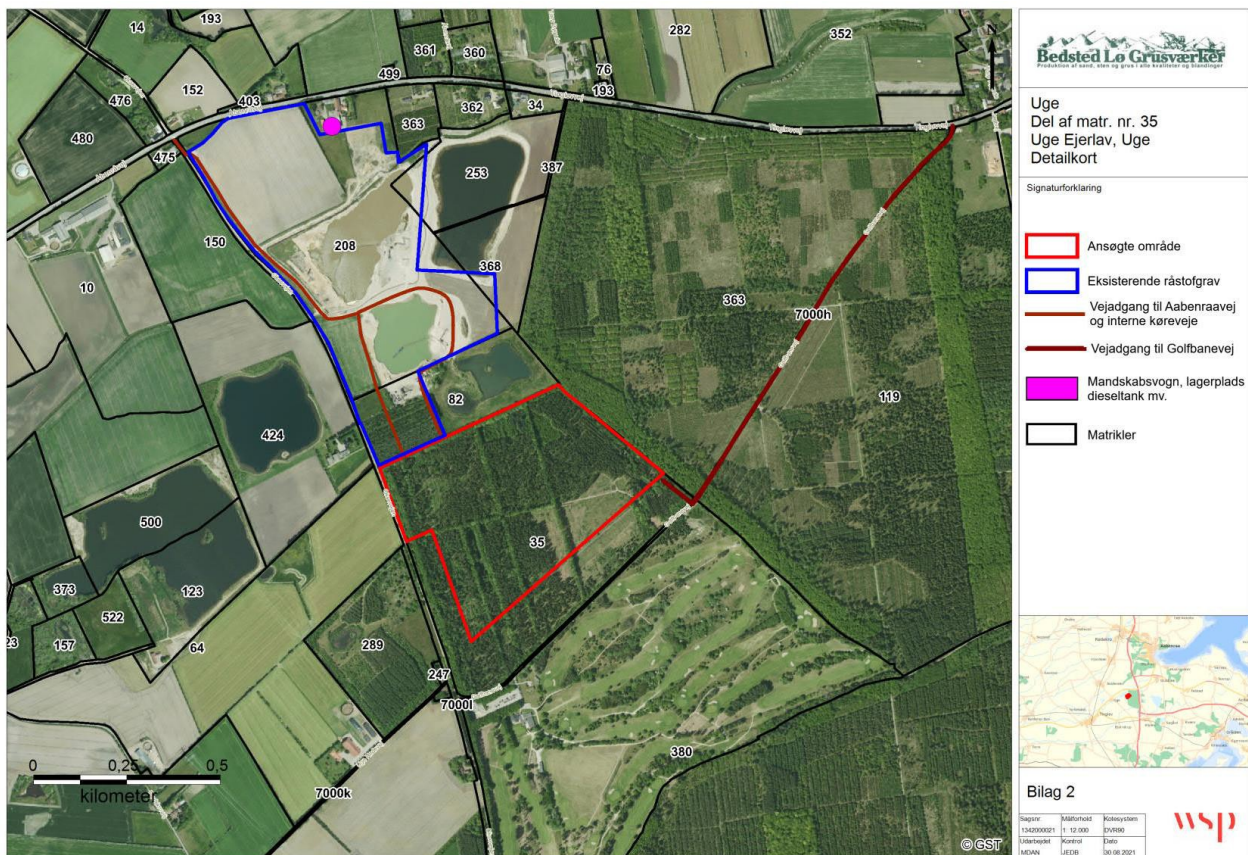 193
14
361
360
282
352
499
76
193
476
152
403
34
362
363
480
475
Tinglevvej
Tinglevvej
Tinglevvej
253
387
150
208
368
10
363
7000h
119
82
424
500
35
373
123
522
157
23
64
289
247
7000l
380
7000k
0 0,25 0,5
kilometer
© GST
N
Bedsted Lø Grusværker
Produktion af sand, sten og grus i alle kvaliteter og blandinger
Uge
Del af matr. nr. 35
Uge Ejerlav, Uge
Detailkort
Signaturforklaring
Ansøgte område
Eksisterende råstofgrav
Vejadgang til Aabenraavej
og interne køreveje
Vejadgang til Golfbanevej
Mandskabsvogn, lagerplads
dieseltank mv.
Matrikler
Bilag 2
Sagsnr Målforhold Kotesystem
1342000021 1: 12.000 DVR90
Udarbejdet Kontrol Dato
MDAN JEDB 30.08.2021
wsp